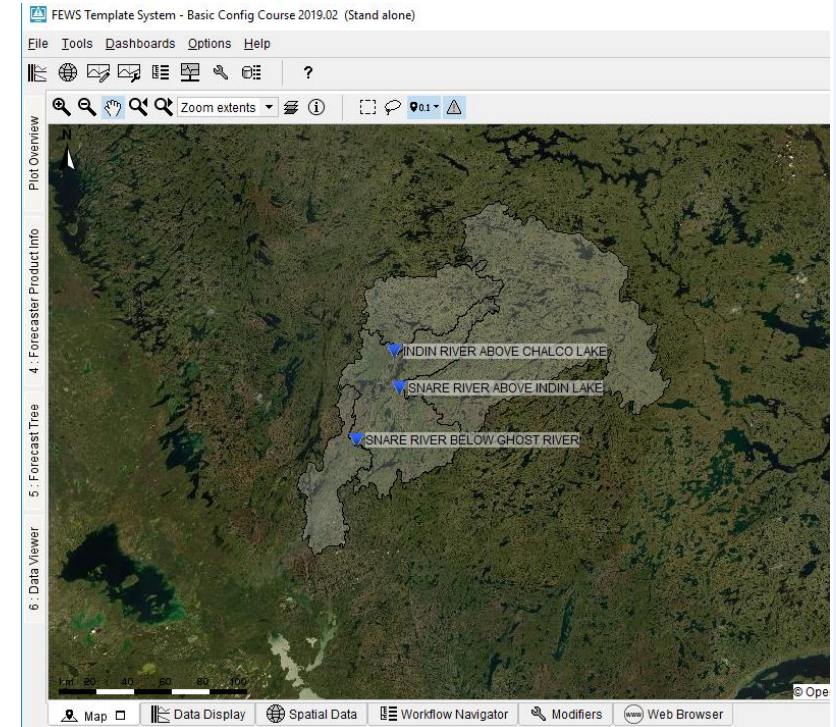 FEWS Template System - Basic Config Course 2019.02 (Stand alone)
File Tools Dashboards Options Help
?
Zoom extents
0.1
Plot Overview
4 : Forecaster Product Info
5 : Forecast Tree
6 : Data Viewer
N
INDIN RIVER ABOVE CHALCO LAKE
SNARE RIVER ABOVE INDIN LAKE
SNARE RIVER BELOW GHOST RIVER
km 20 40 60 80 100
© Ope
Map Data Display Spatial Data Workflow Navigator Modifiers www Web Browser